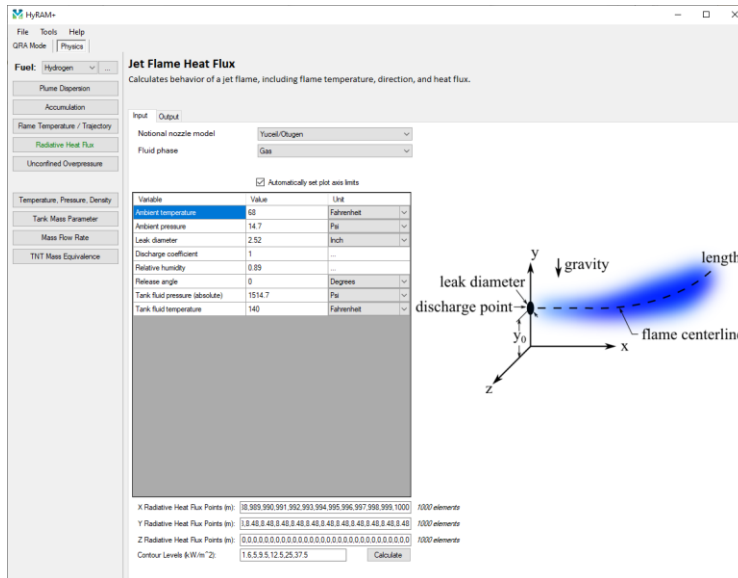 HyRAM+
File Tools Help
QRA Mode Physics
Fuel: Hydrogen ...
Plume Dispersion
Accumulation
Flame Temperature / Trajectory
Radiative Heat Flux
Unconfined Overpressure
Temperature, Pressure, Density
Tank Mass Parameter
Mass Flow Rate
TNT Mass Equivalence
Jet Flame Heat Flux
Calculates behavior of a jet flame, including flame temperature, direction, and heat flux.
Input Output
Notional nozzle model Yuceil/Otugen
Fluid phase Gas
Automatically set plot axis limits
Variable Value Unit
Ambient temperature 68 Fahrenheit
Ambient pressure 14.7 Psi
Leak diameter 2.52 Inch
Discharge coefficient 1 ...
Relative humidity 0.89 ...
Release angle 0 Degrees
Tank fluid pressure (absolute) 1514.7 Psi
Tank fluid temperature 140 Fahrenheit
y
gravity
length
leak diameter
discharge point
y0
flame centerline
x
z
X Radiative Heat Flux Points (m): 38,989,990,991,992,993,994,995,996,997,998,999,1000 1000 elements
Y Radiative Heat Flux Points (m): 3,8.48,8.48,8.48,8.48,8.48,8.48,8.48,8.48,8.48,8.48,8.48,8.48 1000 elements
Z Radiative Heat Flux Points (m): 0,0,0,0,0,0,0,0,0,0,0,0,0,0,0,0,0,0,0,0,0,0,0,0,0,0,0 1000 elements
Contour Levels (kW/m^2): 1.6,5,9.5,12.5,25,37.5 Calculate